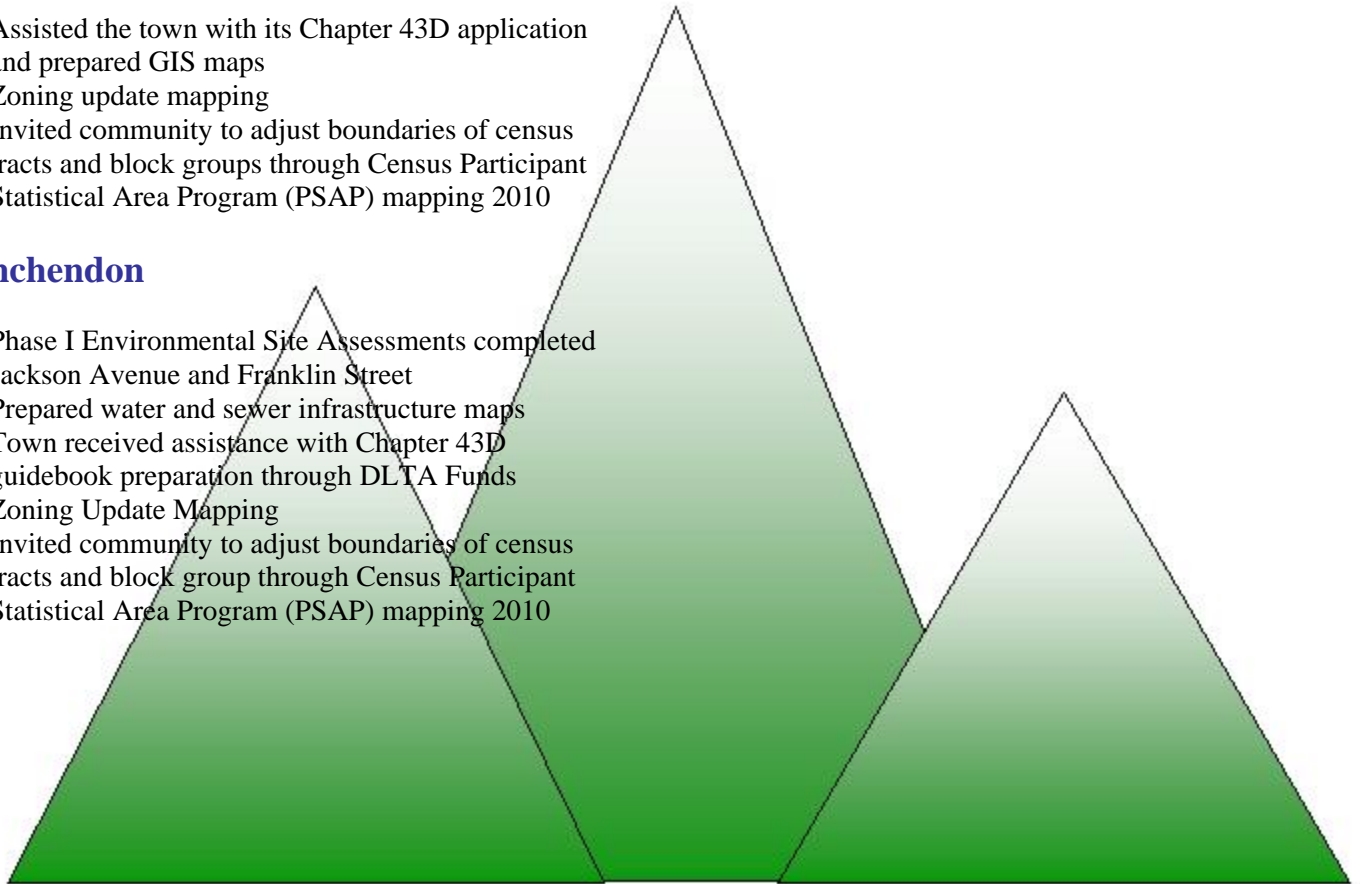 Assisted the town with its Chapter 43D application
and prepared GIS maps
Zoning update mapping
nvited community to adjust boundaries of census
racts and block groups through Census Participant
Statistical Area Program (PSAP) mapping 2010
nchendon
Phase I Environmental Site Assessments completed
ackson Avenue and Franklin Street
Prepared water and sewer infrastructure maps
Town received assistance with Chapter 43D
guidebook preparation through DLTA Funds
Zoning Update Mapping
nvited community to adjust boundaries of census
racts and block group through Census Participant
Statistical Area Program (PSAP) mapping 2010